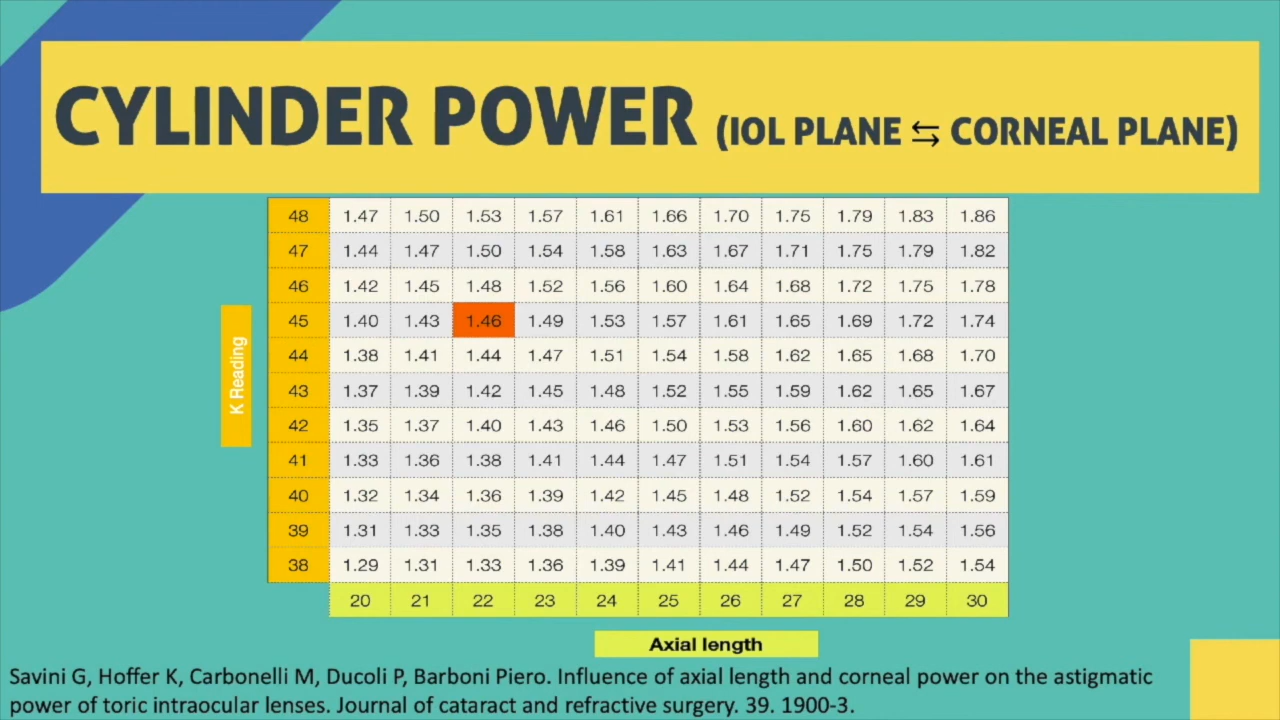 CYLINDER POWER (IOL PLANE ⇆ CORNEAL PLANE)
48 1.47 1.50 1.53 1.57 1.61 1.66 1.70 1.75 1.79 1.83 1.86
47 1.44 1.47 1.50 1.54 1.58 1.63 1.67 1.71 1.75 1.79 1.82
46 1.42 1.45 1.48 1.52 1.56 1.60 1.64 1.68 1.72 1.75 1.78
45 1.40 1.43 1.46 1.49 1.53 1.57 1.61 1.65 1.69 1.72 1.74
44 1.38 1.41 1.44 1.47 1.51 1.54 1.58 1.62 1.65 1.68 1.70
43 1.37 1.39 1.42 1.45 1.48 1.52 1.55 1.59 1.62 1.65 1.67
42 1.35 1.37 1.40 1.43 1.46 1.50 1.53 1.56 1.60 1.62 1.64
41 1.33 1.36 1.38 1.41 1.44 1.47 1.51 1.54 1.57 1.60 1.61
40 1.32 1.34 1.36 1.39 1.42 1.45 1.48 1.52 1.54 1.57 1.59
39 1.31 1.33 1.35 1.38 1.40 1.43 1.46 1.49 1.52 1.54 1.56
38 1.29 1.31 1.33 1.36 1.39 1.41 1.44 1.47 1.50 1.52 1.54
20 21 22 23 24 25 26 27 28 29 30
K Reading
Axial length
Savini G, Hoffer K, Carbonelli M, Ducoli P, Barboni Piero. Influence of axial length and corneal power on the astigmatic
power of toric intraocular lenses. Journal of cataract and refractive surgery. 39. 1900-3.